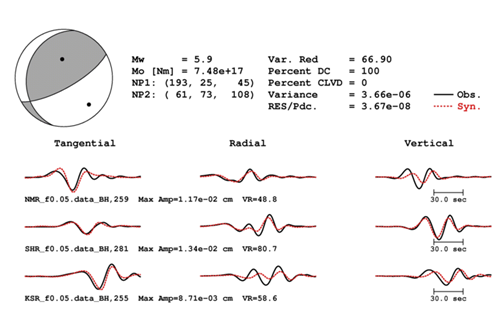 Mw = 5.9 Var. Red = 66.90
Mo [Nm] = 7.48e+17 Percent DC = 100
NP1: (193, 25, 45) Percent CLVD = 0
NP2: ( 61, 73, 108) Variance = 3.66e-06 Obs.
RES/Pdc. = 3.67e-08 Syn.
Tangential Radial Vertical
30.0 sec
NMR_f0.05.data_BH,259 Max Amp=1.17e-02 cm VR=48.8
30.0 sec
SHR_f0.05.data_BH,281 Max Amp=1.34e-02 cm VR=80.7
30.0 sec
KSR_f0.05.data_BH,255 Max Amp=8.71e-03 cm VR=58.6